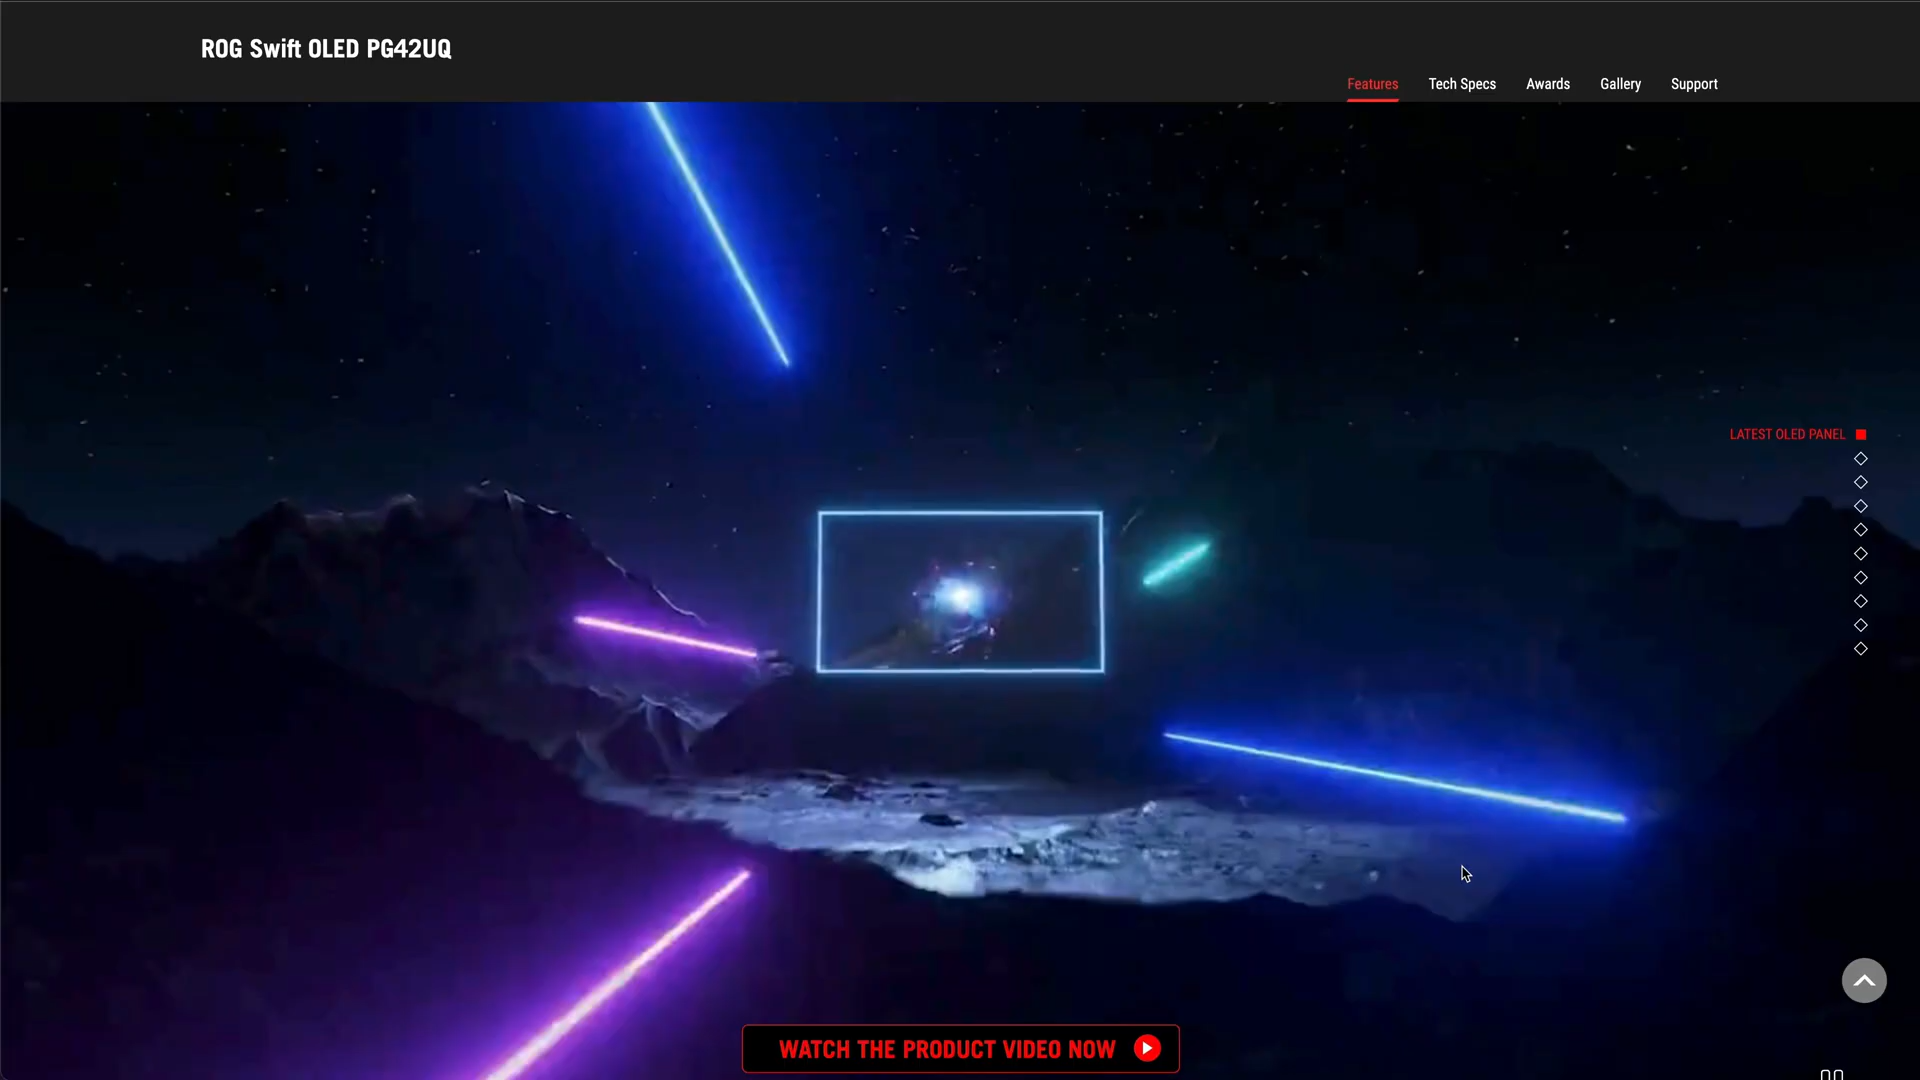 ROG Swift OLED PG42UQ
Features
Tech Specs
Awards
Gallery
Support
LATEST OLED PANEL
WATCH THE PRODUCT VIDEO NOW